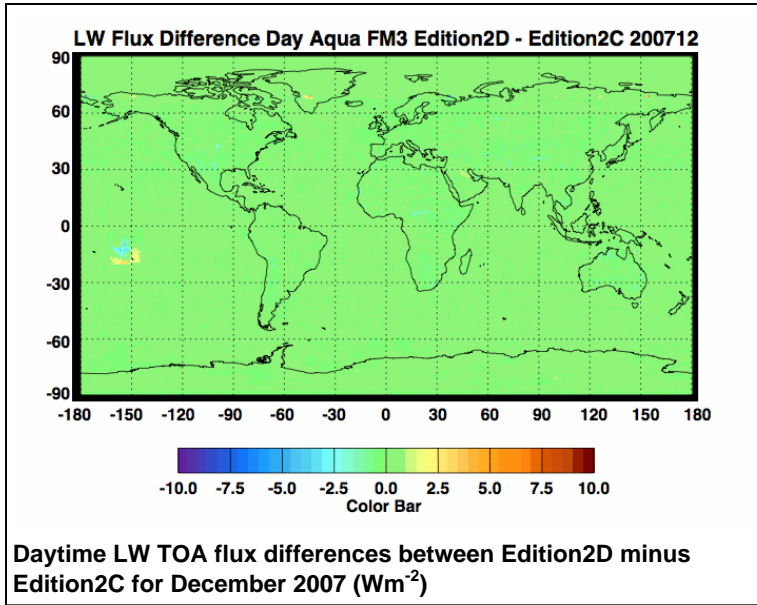 LW Flux Difference Day Aqua FM3 Edition2D - Edition2C 200712
90
60
30
0
-30
-60
-90
-180 -150 -120 -90 -60 -30 0 30 60 90 120 150 180
-10.0 -7.5 -5.0 -2.5 0.0 2.5 5.0 7.5 10.0
Color Bar
Daytime LW TOA flux differences between Edition2D minus
Edition2C for December 2007 (Wm⁻²)